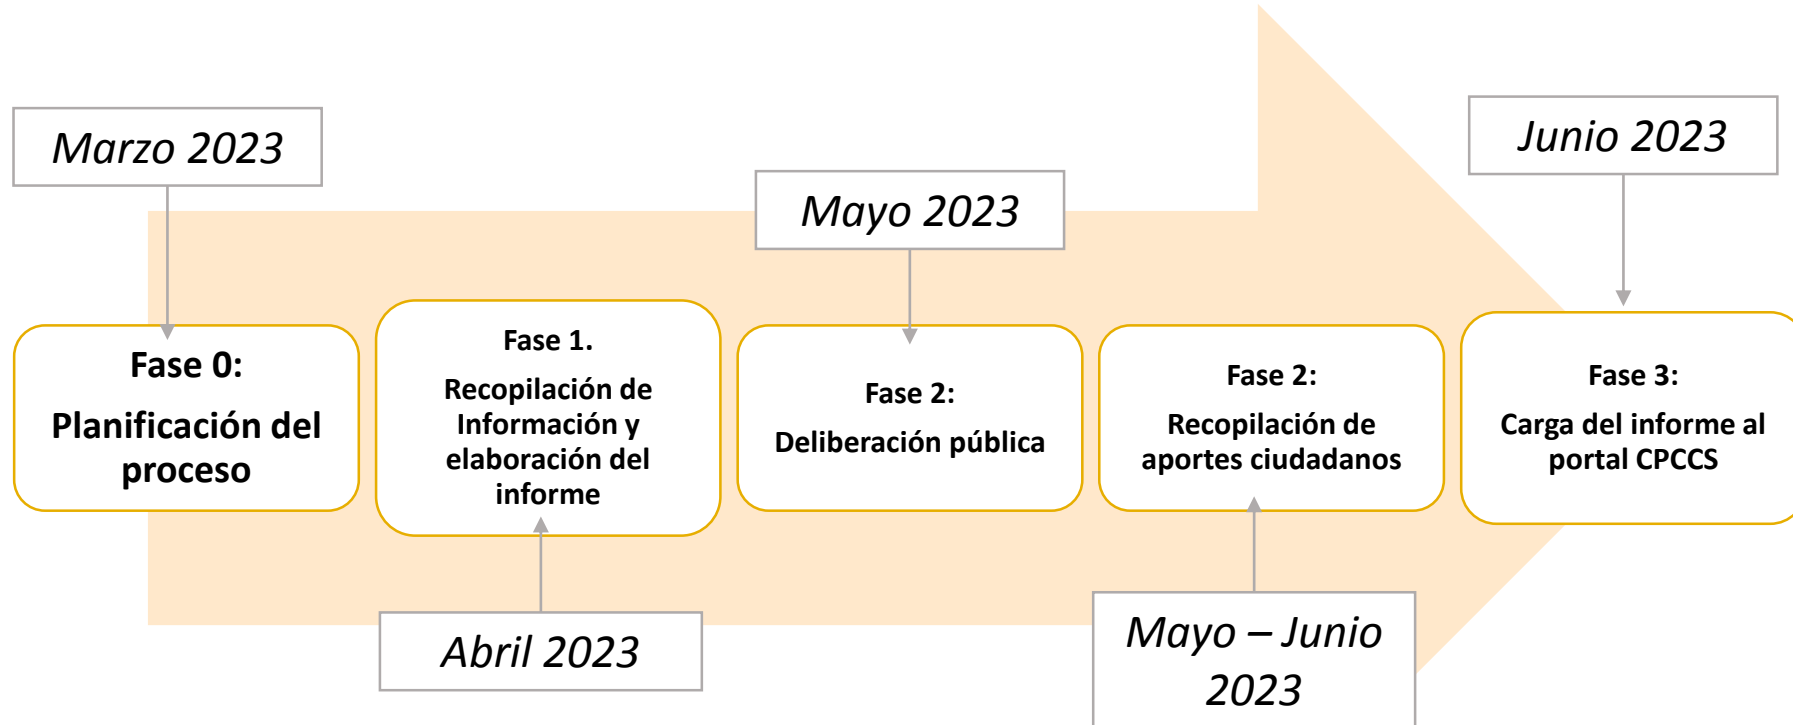 Marzo 2023
Junio 2023
Mayo 2023
Fase 0:
Planificación del
proceso
Fase 1.
Recopilación de
Información y
elaboración del
informe
Fase 2:
Deliberación pública
Fase 2:
Recopilación de
aportes ciudadanos
Fase 3:
Carga del informe al
portal CPCCS
Abril 2023
Mayo – Junio
2023